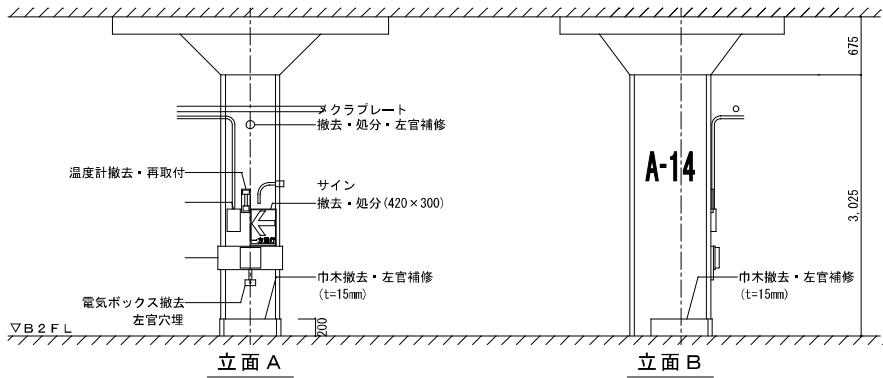 メクラプレート
撤去・処分・左官補修
温度計撤去・再取付
サイン
撤去・処分(420×300)
巾木撤去・左官補修
(t=15mm)
電気ボックス撤去
左官穴埋
200
▽B2FL
立面A
A-14
675
3,025
巾木撤去・左官補修
(t=15mm)
立面B